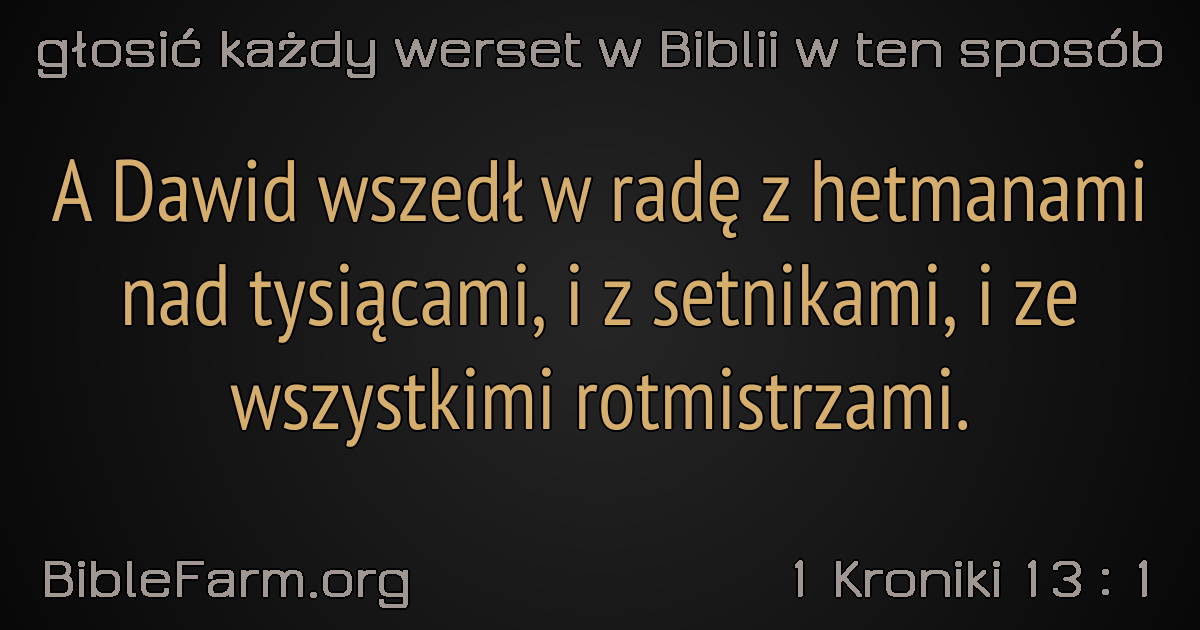 głosić każdy werset w Biblii w ten sposób
A Dawid wszedł w radę z hetmanami
nad tysiącami, i z setnikami, i ze
wszystkimi rotmistrzami.
BibleFarm.org
1 Kroniki 13 : 1